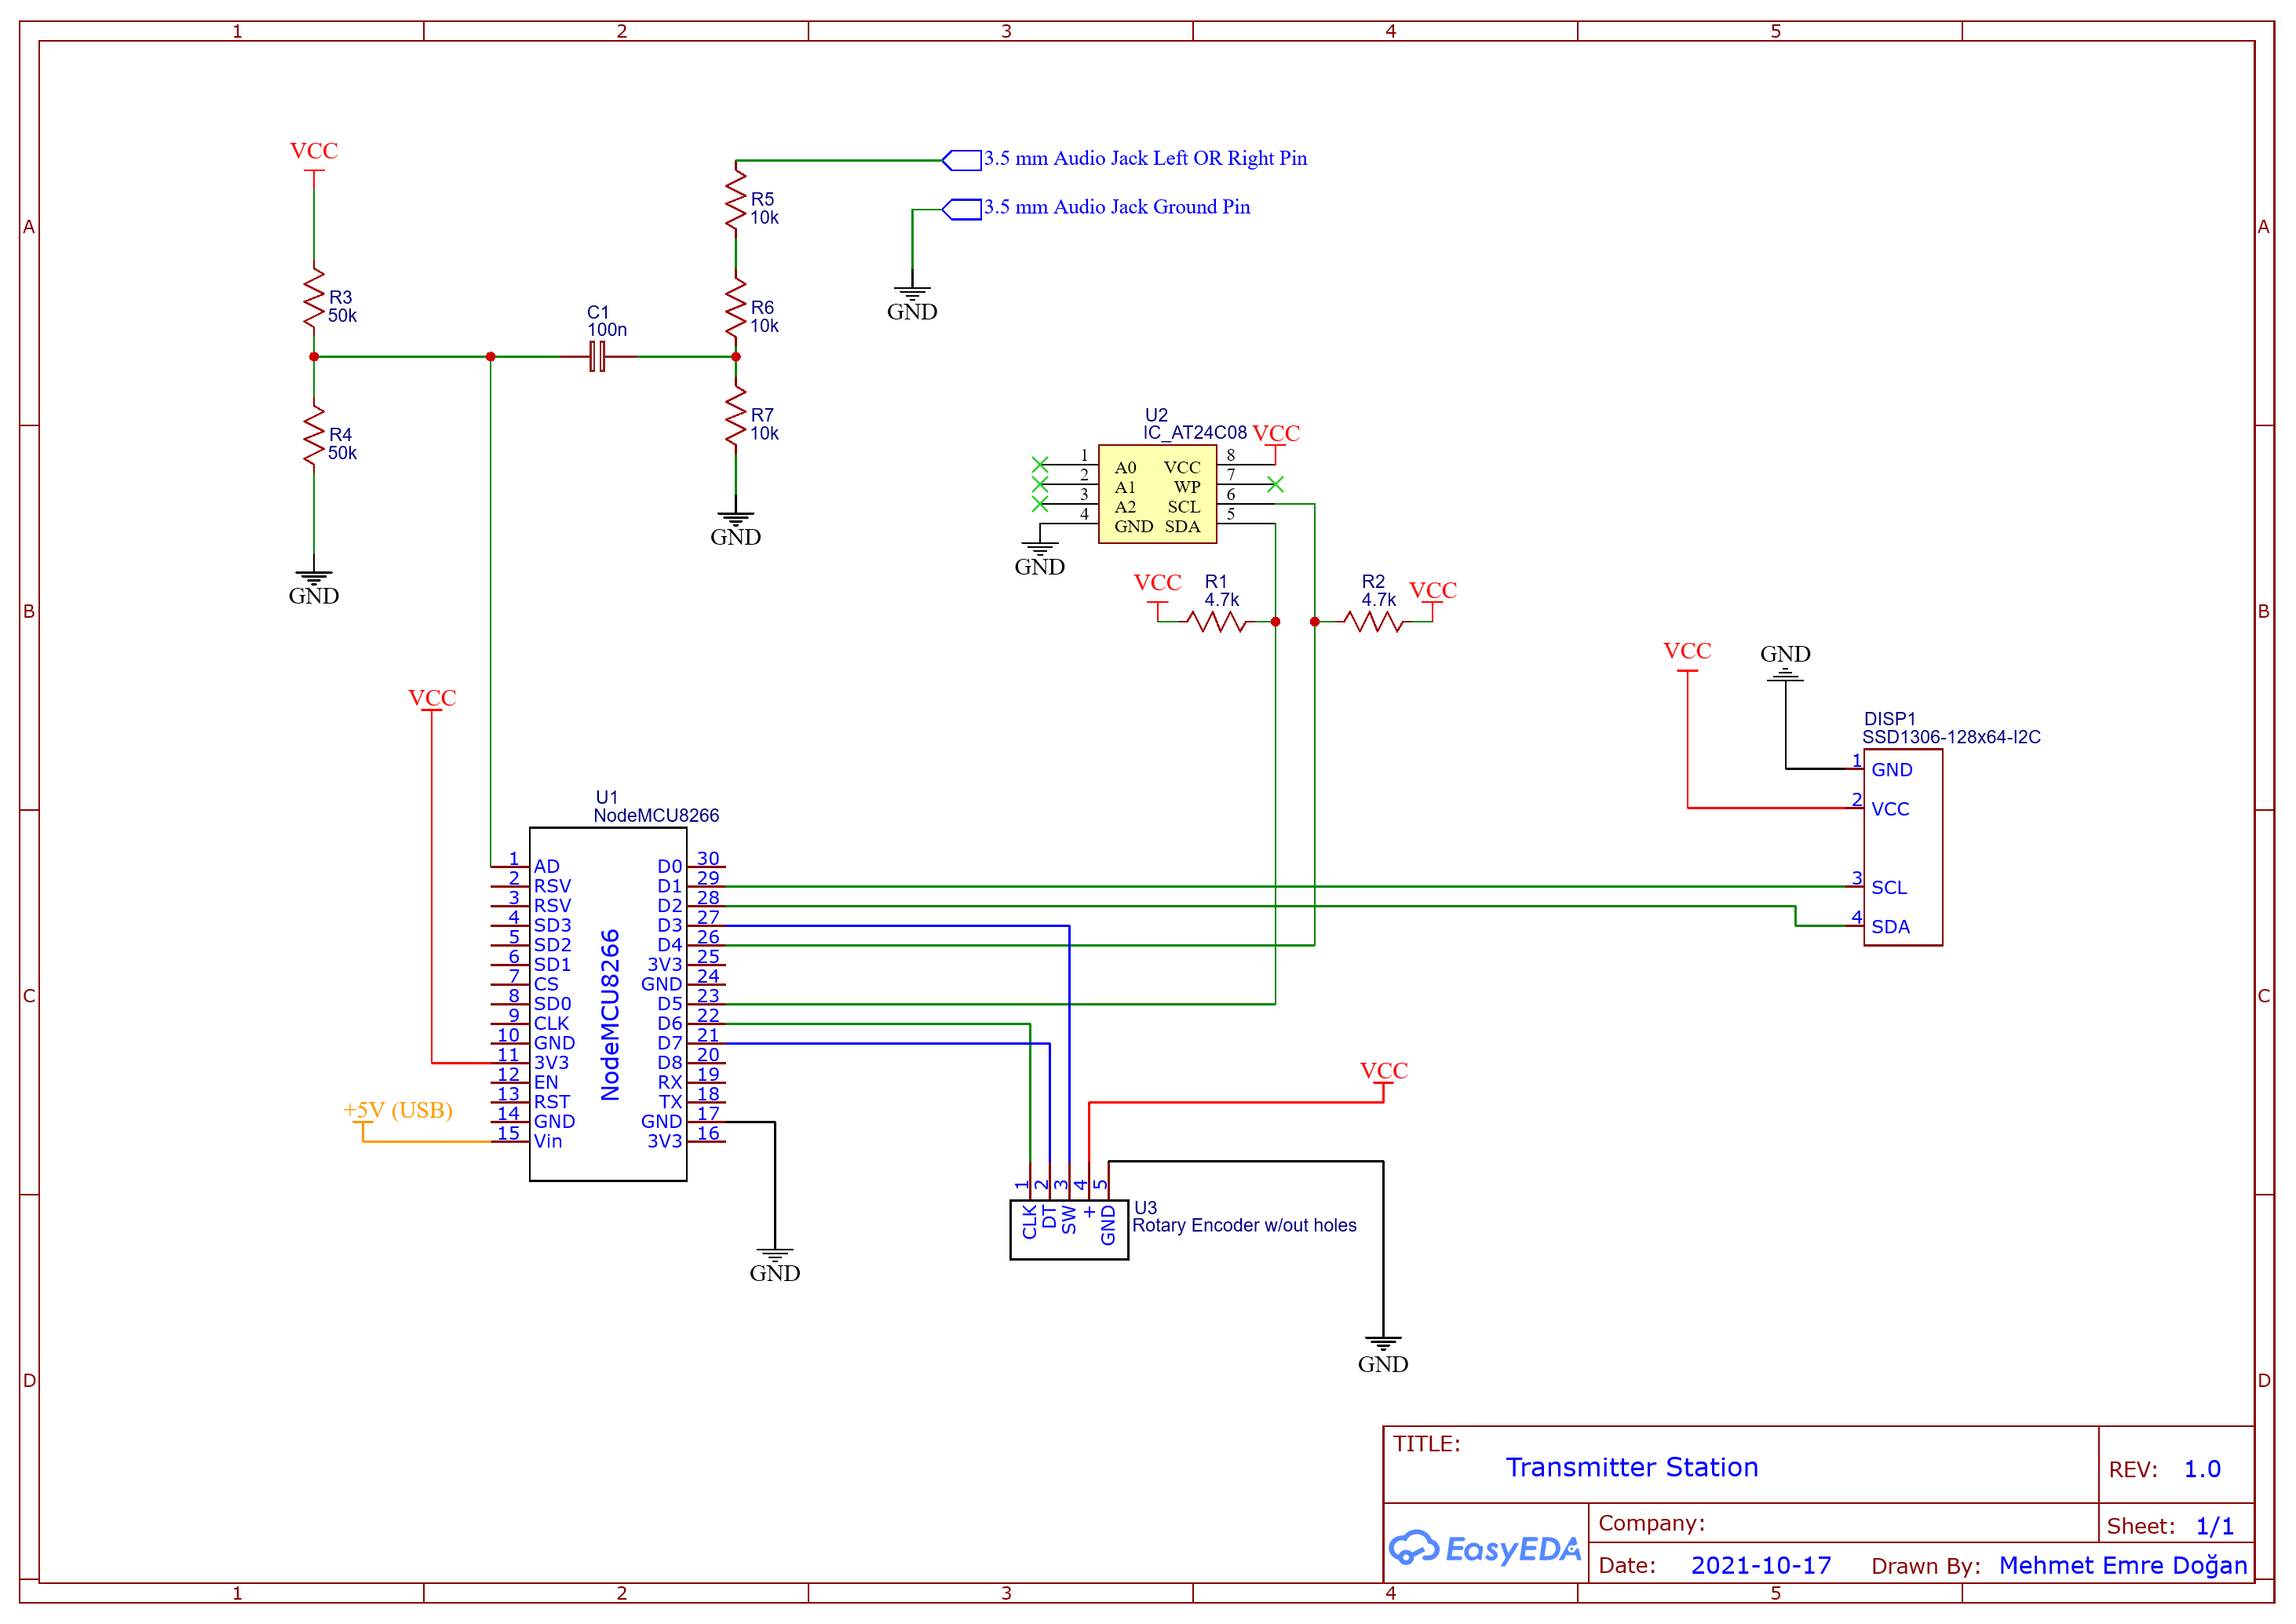 1 2 3 4 5
A A
B B
C C
D D
1 2 3 4 5
VCC
R3
50k
R4
50k
GND
C1
100n
R5
10k
R6
10k
R7
10k
GND
3.5 mm Audio Jack Left OR Right Pin
3.5 mm Audio Jack Ground Pin
GND
U2
IC_AT24C08
VCC
1 A0 VCC 8
2 A1 WP 7
3 A2 SCL 6
4 GND SDA 5
GND
VCC
R1
4.7k
R2
4.7k
VCC
VCC
GND
DISP1
SSD1306-128x64-I2C
1 GND
2 VCC
3 SCL
4 SDA
VCC
U1
NodeMCU8266
1 AD D0 30
2 RSV D1 29
3 RSV D2 28
4 SD3 D3 27
5 SD2 D4 26
6 SD1 3V3 25
7 CS GND 24
8 SD0 D5 23
9 CLK D6 22
10 GND D7 21
11 3V3 D8 20
12 EN RX 19
13 RST TX 18
14 GND GND 17
15 Vin 3V3 16
NodeMCU8266
+5V (USB)
GND
VCC
1 2 3 4 5
CLK DT SW + GND
U3
Rotary Encoder w/out holes
GND
TITLE:
Transmitter Station
REV: 1.0
EasyEDA
Company:
Sheet: 1/1
Date: 2021-10-17 Drawn By: Mehmet Emre Doğan